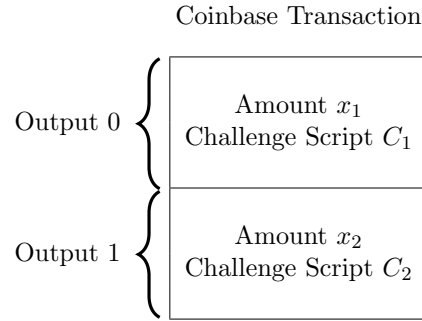 Coinbase Transaction
Output 0
Amount x₁
Challenge Script C₁
Output 1
Amount x₂
Challenge Script C₂